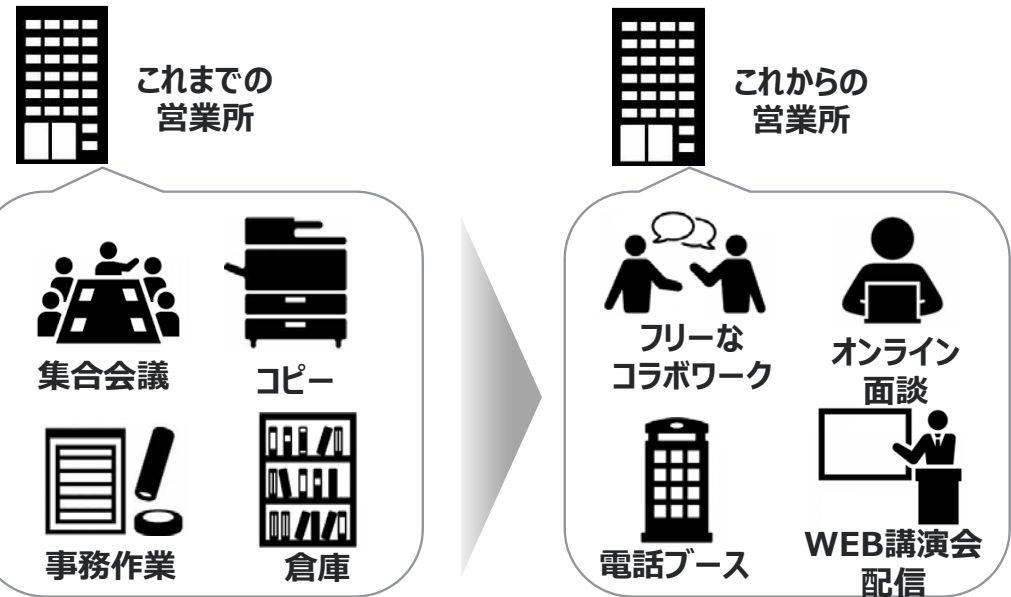 これまでの
営業所
集合会議
コピー
事務作業
倉庫
これからの
営業所
フリーな
コラボワーク
オンライン
面談
電話ブース
WEB講演会
配信